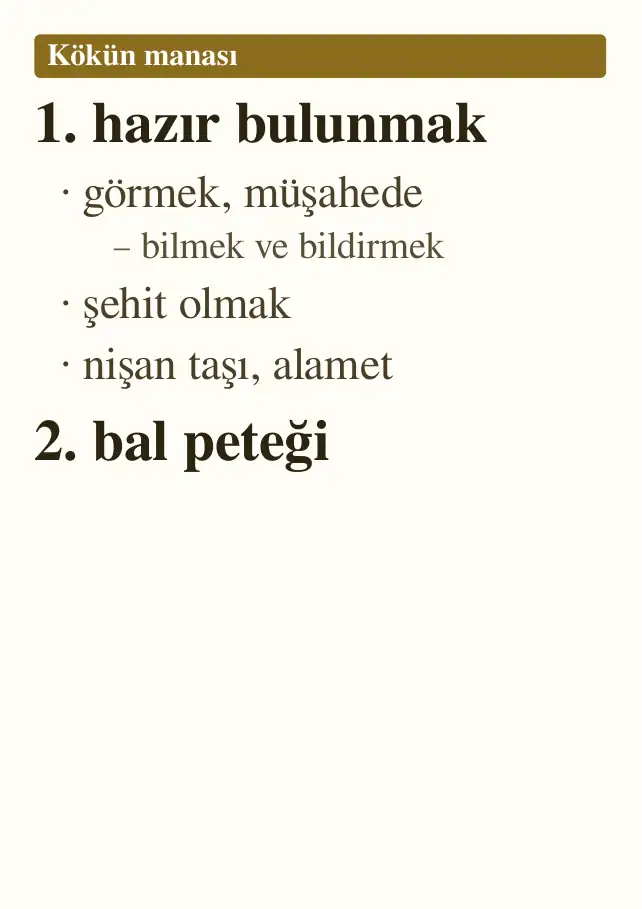 Kökün manası
1. hazır bulunmak
· görmek, müşahede
– bilmek ve bildirmek
· şehit olmak
· nişan taşı, alamet
2. bal peteği